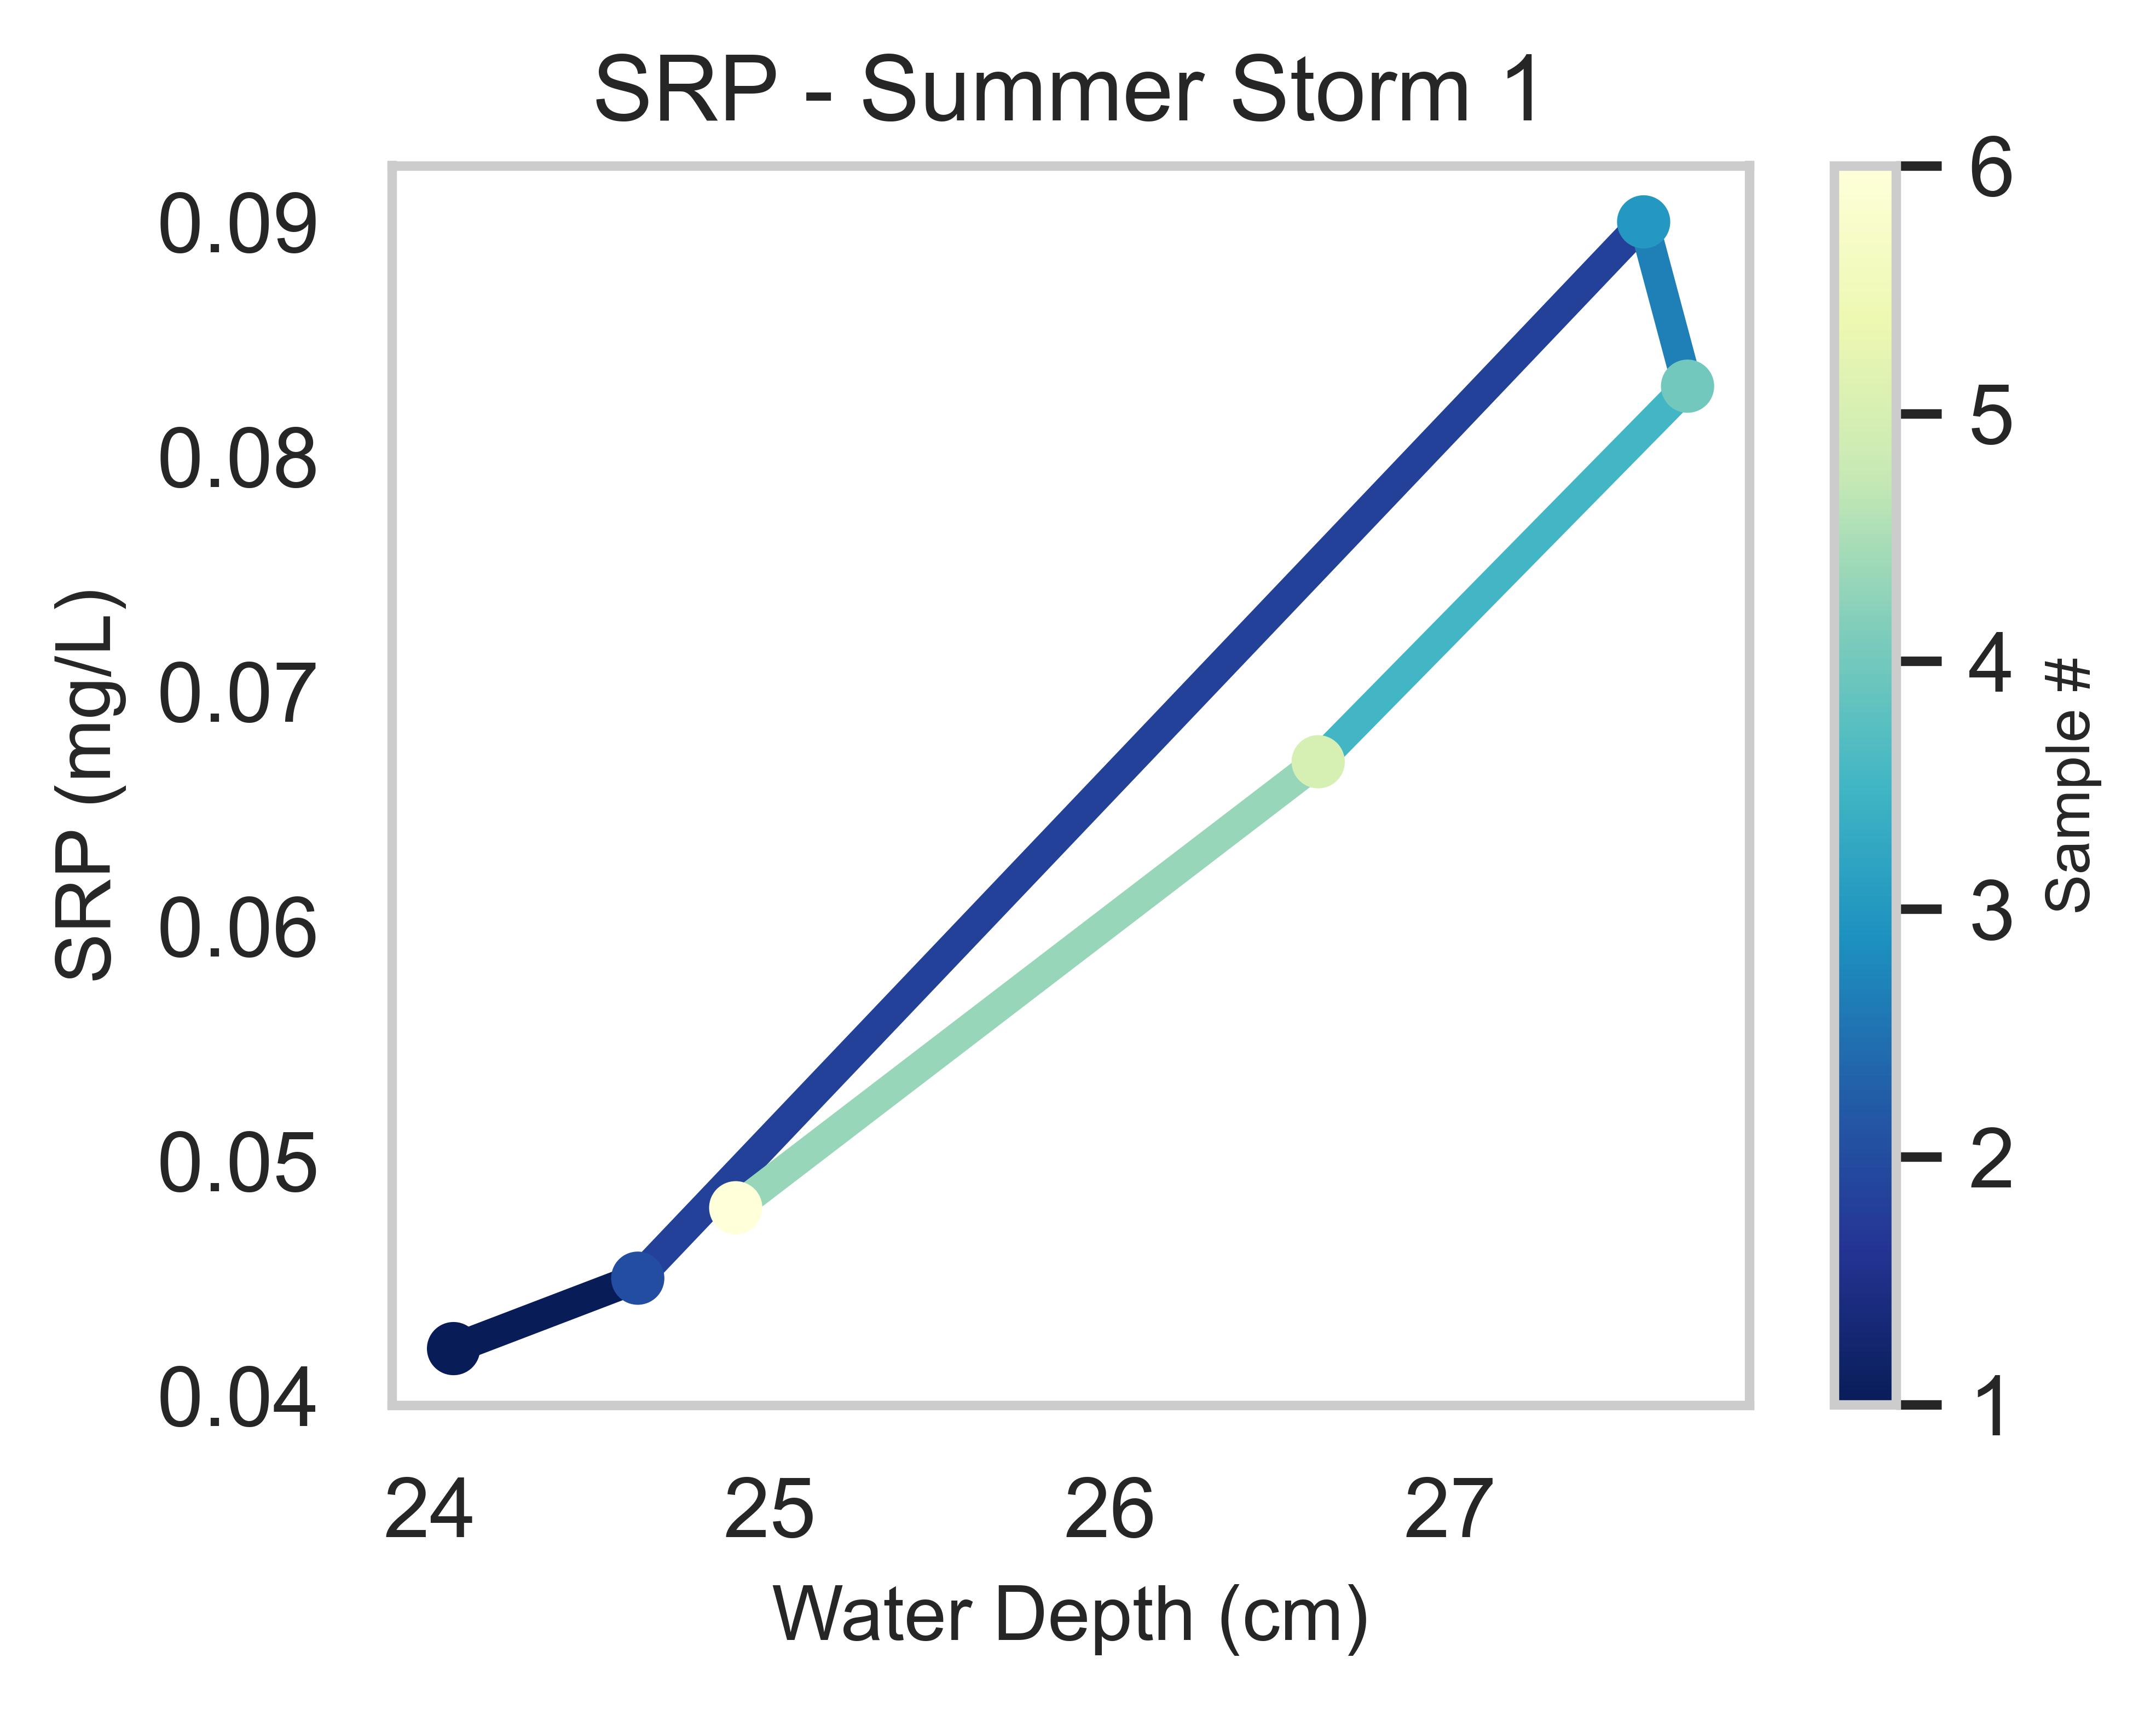 SRP - Summer Storm 1
SRP (mg/L)
0.09
0.08
0.07
0.06
0.05
0.04
24 25 26 27
Water Depth (cm)
6
5
4
3
2
1
Sample #